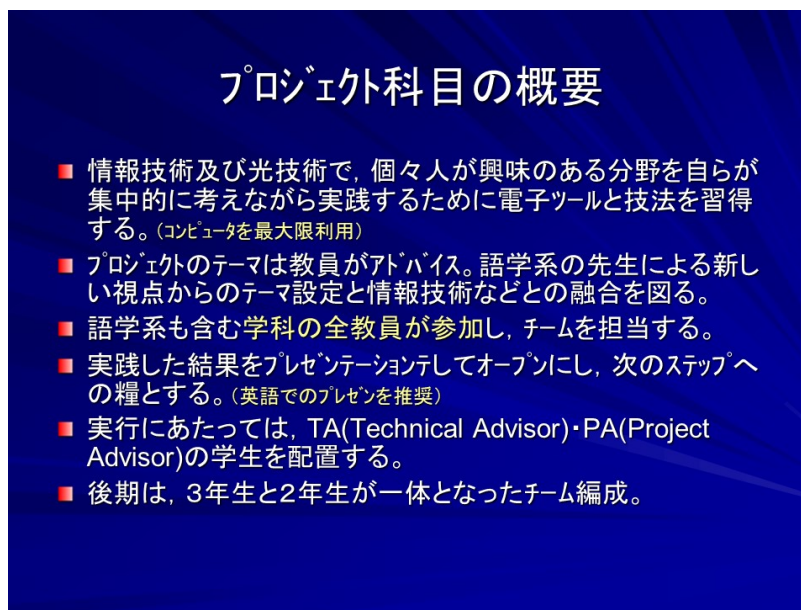 ﾌﾟﾛｼﾞｪｸﾄ科目の概要
情報技術及び光技術で，個々人が興味のある分野を自らが
集中的に考えながら実践するために電子ﾂｰﾙと技法を習得
する。(ｺﾝﾋﾟｭｰﾀを最大限利用)
ﾌﾟﾛｼﾞｪｸﾄのﾃｰﾏは教員がｱﾄﾞﾊﾞｲｽ。語学系の先生による新し
い視点からのﾃｰﾏ設定と情報技術などとの融合を図る。
語学系も含む学科の全教員が参加し，ﾁｰﾑを担当する。
実践した結果をﾌﾟﾚｾﾞﾝﾃｰｼｮﾝﾃしてｵｰﾌﾟﾝにし，次のｽﾃｯﾌﾟへ
の糧とする。(英語でのﾌﾟﾚｾﾞﾝを推奨)
実行にあたっては，TA(Technical Advisor)・PA(Project
Advisor)の学生を配置する。
後期は，３年生と２年生が一体となったﾁｰﾑ編成。